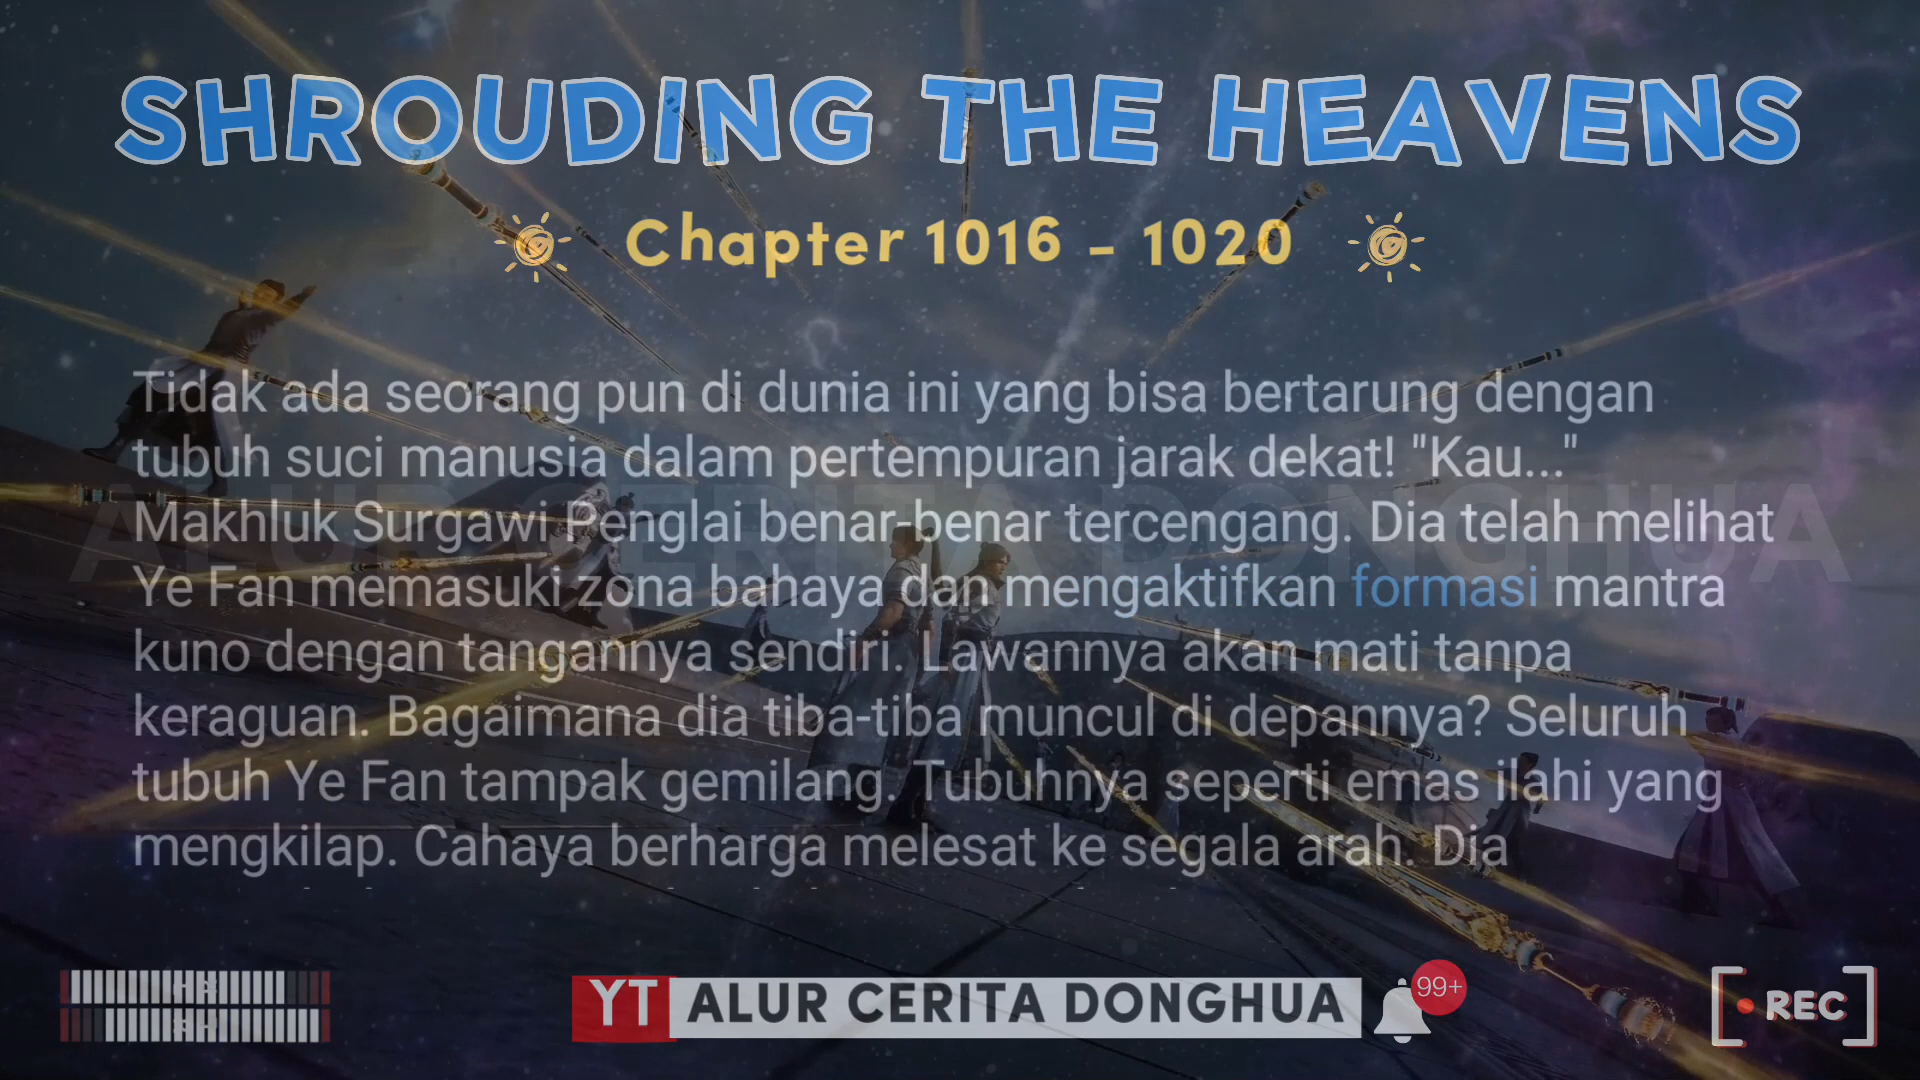 SHROUDING THE HEAVENS
Chapter 1016 - 1020
Tidak ada seorang pun di dunia ini yang bisa bertarung dengan
tubuh suci manusia dalam pertempuran jarak dekat! "Kau..."
Makhluk Surgawi Penglai benar-benar tercengang. Dia telah melihat
Ye Fan memasuki zona bahaya dan mengaktifkan formasi mantra
kuno dengan tangannya sendiri. Lawannya akan mati tanpa
keraguan. Bagaimana dia tiba-tiba muncul di depannya? Seluruh
tubuh Ye Fan tampak gemilang. Tubuhnya seperti emas ilahi yang
mengkilap. Cahaya berharga melesat ke segala arah. Dia
ALUR CERITA DONGHUA
YT ALUR CERITA DONGHUA 99+
REC